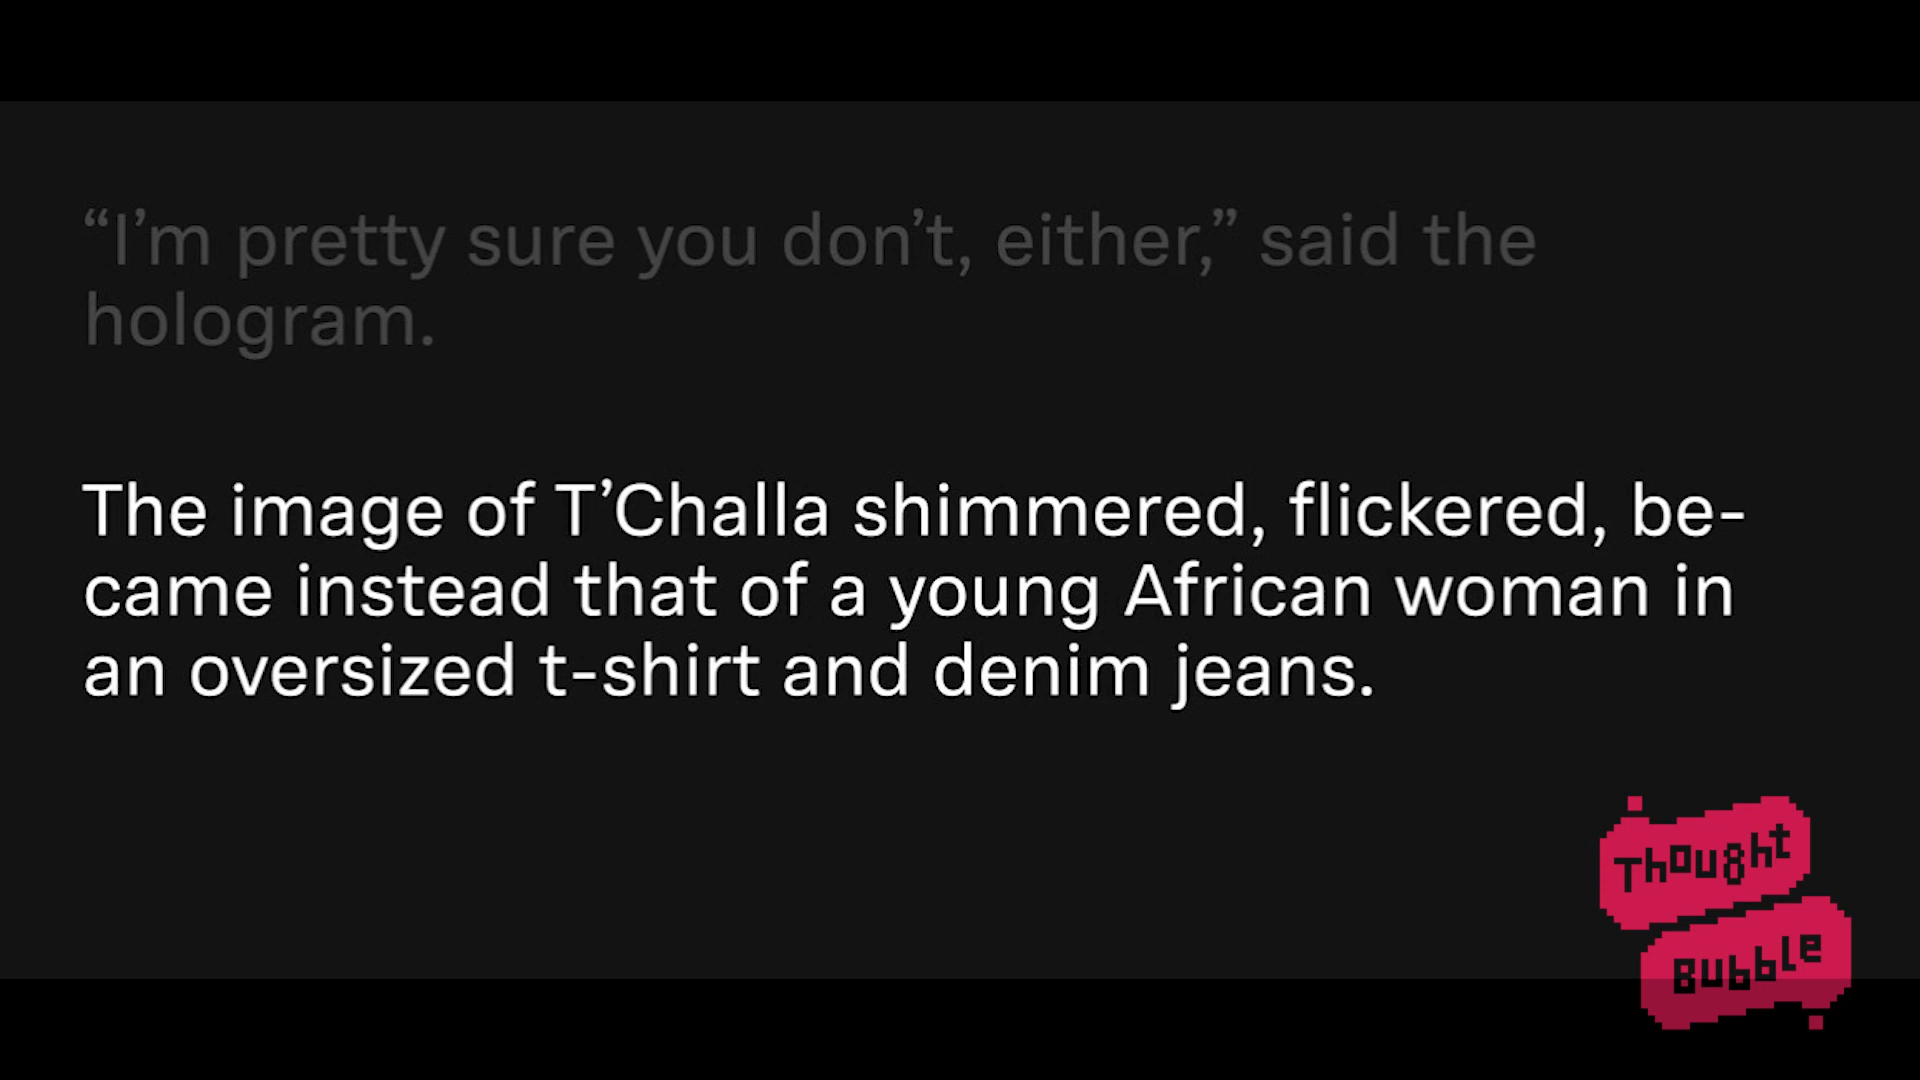 “I’m pretty sure you don’t, either,” said the
hologram.
The image of T’Challa shimmered, flickered, be-
came instead that of a young African woman in
an oversized t-shirt and denim jeans.
Thought
Bubble